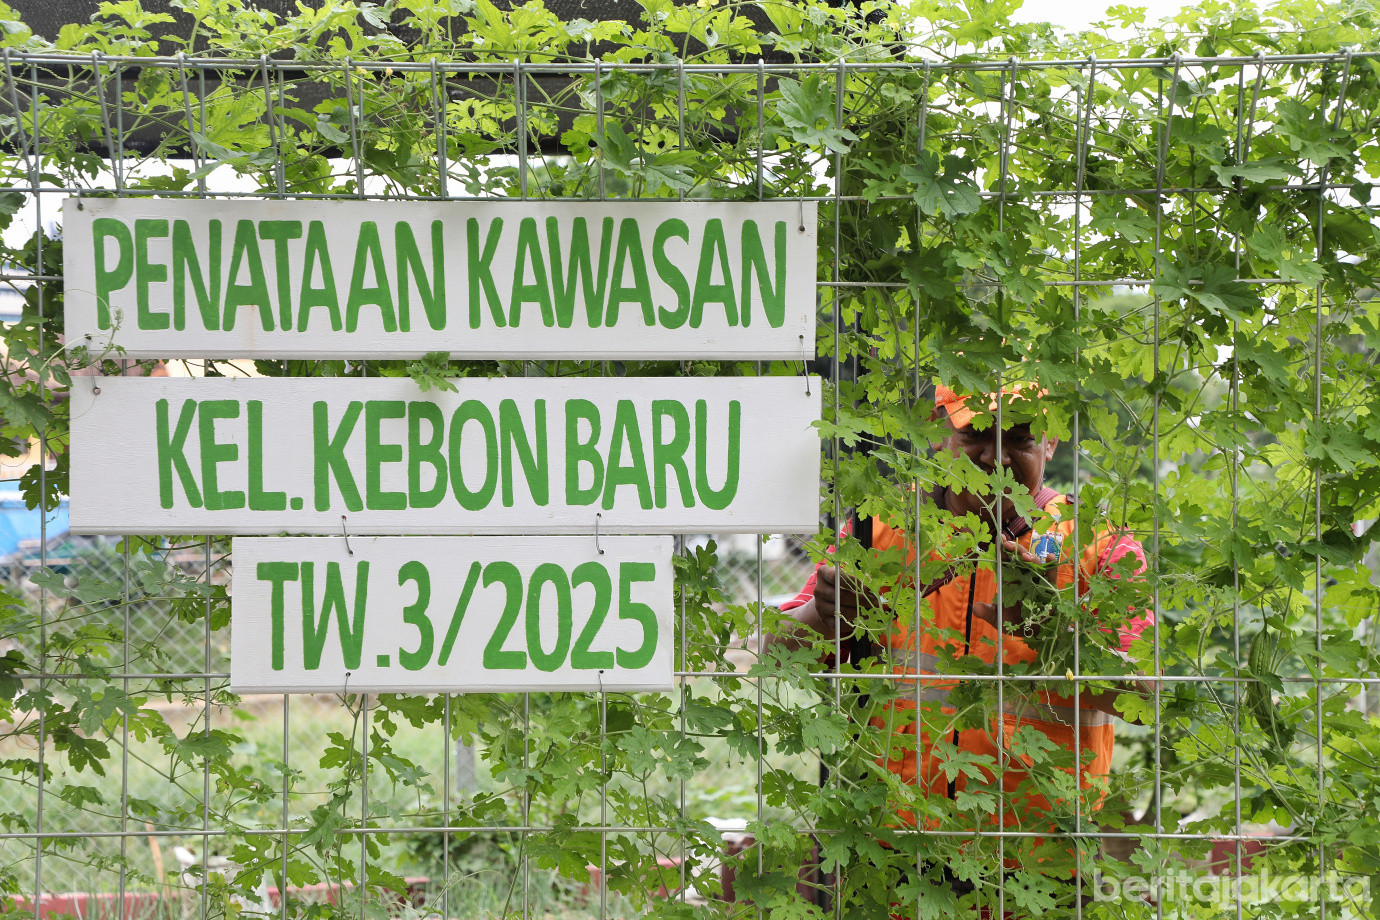 PENATAAN KAWASAN
KEL. KEBON BARU
TW. 3/2025
beritajakarta